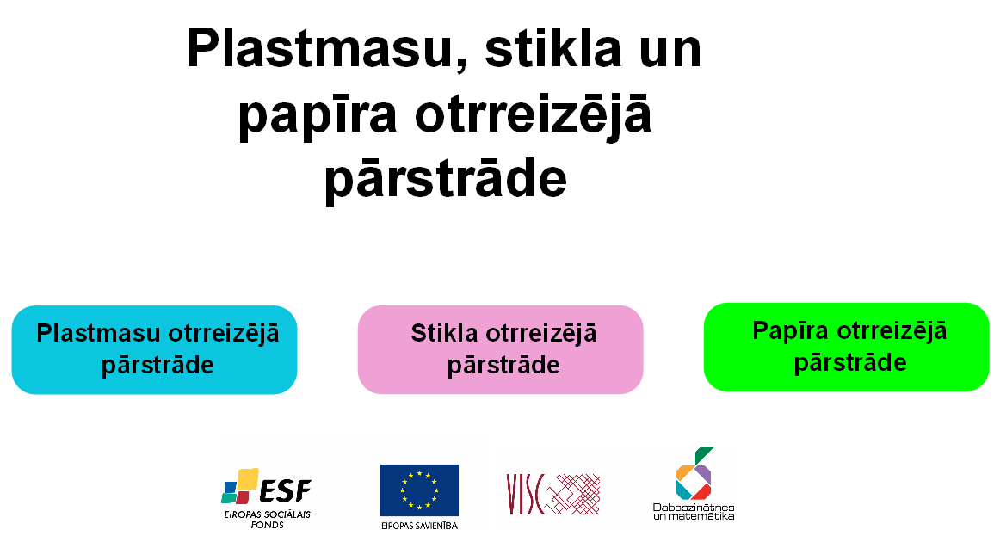 Plastmasu, stikla un
papīra otrreizējā
pārstrāde
Plastmasu otrreizējā
pārstrāde
Stikla otrreizējā
pārstrāde
Papīra otrreizējā
pārstrāde
ESF
EIROPAS SOCIĀLAIS
FONDS
EIROPAS SAVIENĪBA
VISC
Dabaszinātnes
un matemātika